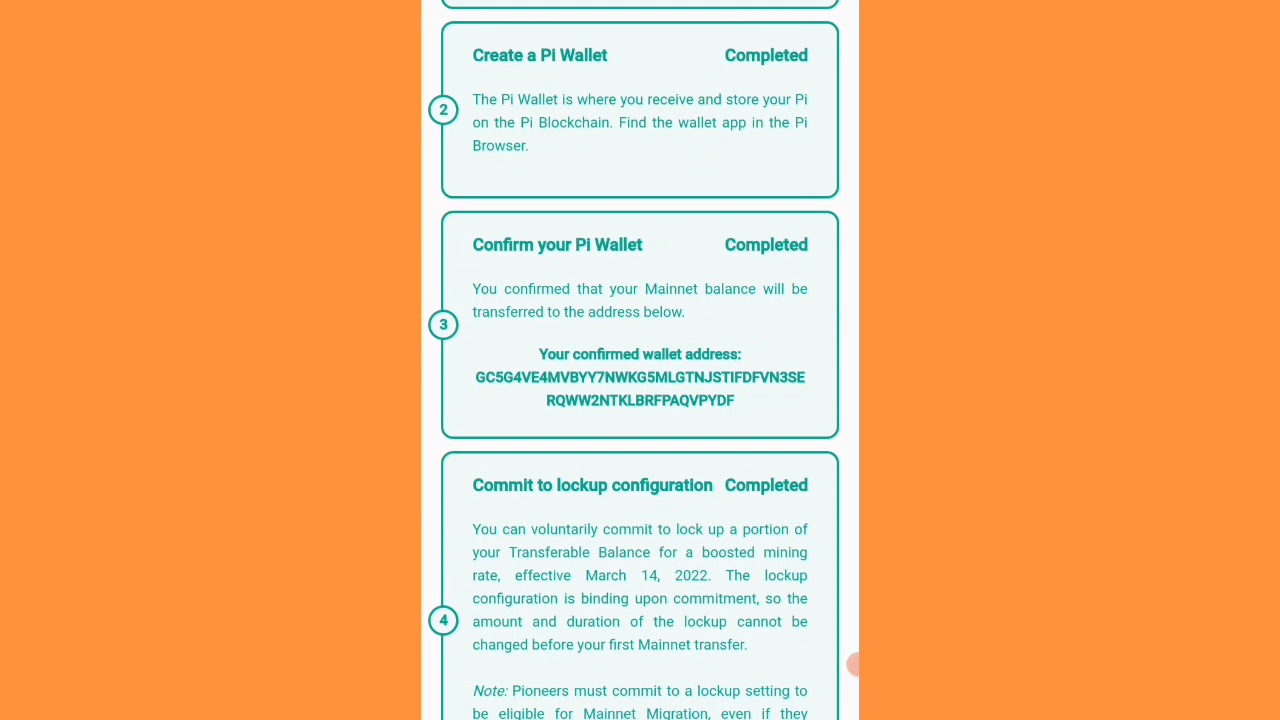 Create a Pi Wallet Completed
The Pi Wallet is where you receive and store your Pi
on the Pi Blockchain. Find the wallet app in the Pi
Browser.
2
Confirm your Pi Wallet Completed
You confirmed that your Mainnet balance will be
transferred to the address below.
3
Your confirmed wallet address:
GC5G4VE4MVBYY7NWKG5MLGTNJSTIFDFVN3SE
RQWW2NTKLBRFPAQVPYDF
Commit to lockup configuration Completed
You can voluntarily commit to lock up a portion of
your Transferable Balance for a boosted mining
rate, effective March 14, 2022. The lockup
configuration is binding upon commitment, so the
amount and duration of the lockup cannot be
changed before your first Mainnet transfer.
4
Note: Pioneers must commit to a lockup setting to
be eligible for Mainnet Migration, even if they